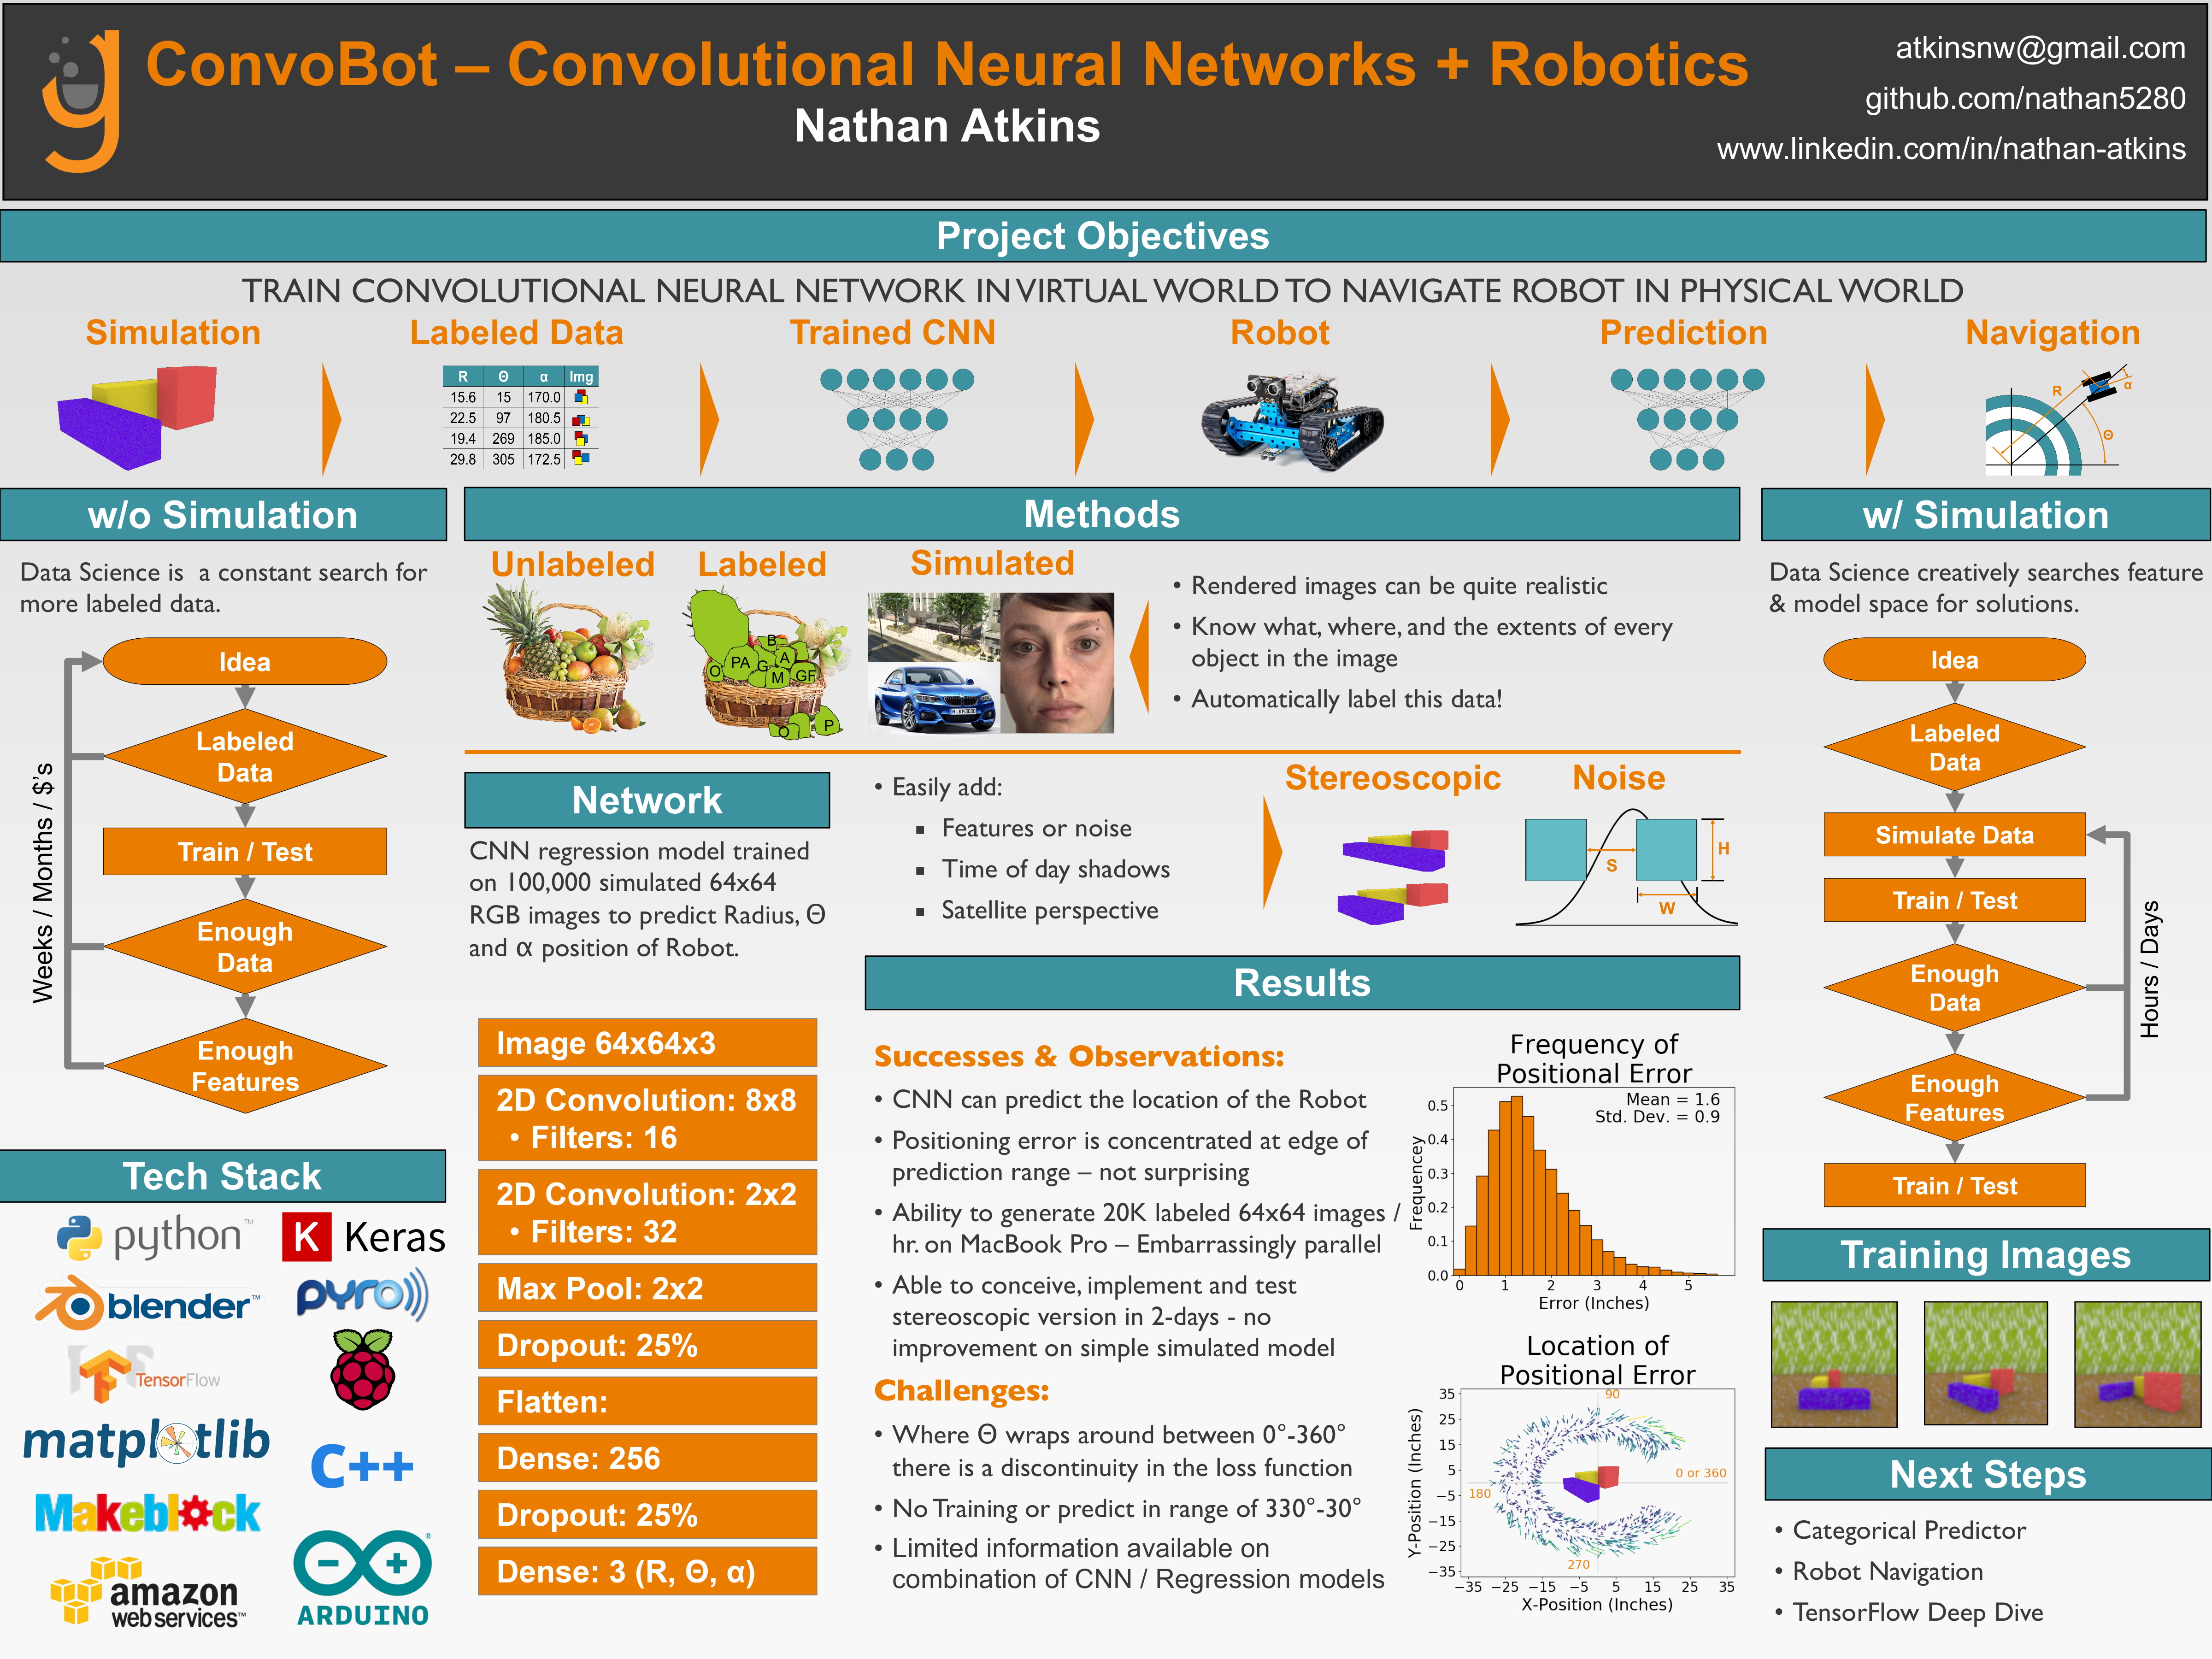 ConvoBot – Convolutional Neural Networks + Robotics
Nathan Atkins
atkinsnw@gmail.com
github.com/nathan5280
www.linkedin.com/in/nathan-atkins
Project Objectives
TRAIN CONVOLUTIONAL NEURAL NETWORK IN VIRTUAL WORLD TO NAVIGATE ROBOT IN PHYSICAL WORLD
Simulation
Labeled Data
Trained CNN
Robot
Prediction
Navigation
R Θ α Img
15.6 15 170.0
22.5 97 180.5
19.4 269 185.0
29.8 305 172.5
R
α
Θ
w/o Simulation
Data Science is a constant search for
more labeled data.
Idea
Labeled
Data
Train / Test
Enough
Data
Enough
Features
Weeks / Months / $'s
Tech Stack
python™
K Keras
blender™
pyro
TensorFlow
matplotlib
C++
Makeblock
amazon
webservices™
ARDUINO
Methods
Unlabeled
Labeled
Simulated
B
PA
G
A
O
M
GF
O
P
• Rendered images can be quite realistic
• Know what, where, and the extents of every
object in the image
• Automatically label this data!
Network
CNN regression model trained
on 100,000 simulated 64x64
RGB images to predict Radius, Θ
and α position of Robot.
Image 64x64x3
2D Convolution: 8x8
• Filters: 16
2D Convolution: 2x2
• Filters: 32
Max Pool: 2x2
Dropout: 25%
Flatten:
Dense: 256
Dropout: 25%
Dense: 3 (R, Θ, α)
• Easily add:
▪ Features or noise
▪ Time of day shadows
▪ Satellite perspective
Stereoscopic
Noise
S
H
W
Results
Successes & Observations:
• CNN can predict the location of the Robot
• Positioning error is concentrated at edge of
prediction range – not surprising
• Ability to generate 20K labeled 64x64 images /
hr. on MacBook Pro – Embarrassingly parallel
• Able to conceive, implement and test
stereoscopic version in 2-days - no
improvement on simple simulated model
Challenges:
• Where Θ wraps around between 0°-360°
there is a discontinuity in the loss function
• No Training or predict in range of 330°-30°
• Limited information available on
combination of CNN / Regression models
Frequency of
Positional Error
Mean = 1.6
Std. Dev. = 0.9
Frequencey
0.5
0.4
0.3
0.2
0.1
0.0
0 1 2 3 4 5
Error (Inches)
Location of
Positional Error
Y-Position (Inches)
35
25
15
5
−5
−15
−25
−35
90
0 or 360
180
270
−35 −25 −15 −5 5 15 25 35
X-Position (Inches)
w/ Simulation
Data Science creatively searches feature
& model space for solutions.
Idea
Labeled
Data
Simulate Data
Train / Test
Enough
Data
Enough
Features
Train / Test
Hours / Days
Training Images
Next Steps
• Categorical Predictor
• Robot Navigation
• TensorFlow Deep Dive